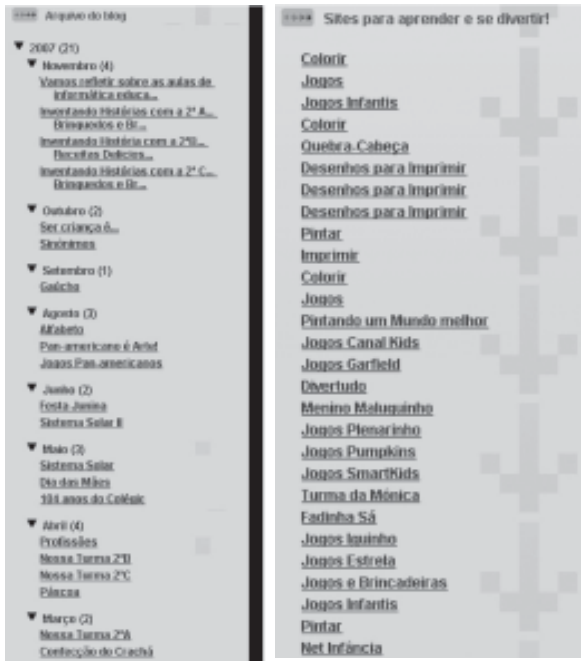 Arquivo do blog
▼ 2007 (21)
▼ Novembro (4)
Vamos refletir sobre as aulas de
informática educa...
Inventando Histórias com a 2ª A...
Brinquedos e Br...
Inventando História com a 2ªB...
Receitas Delicios...
Inventando Histórias com a 2ª C...
Brinquedos e Br...
▼ Outubro (2)
Ser criança é...
Sinônimos
▼ Setembro (1)
Gaúcho
▼ Agosto (3)
Alfabeto
Pan-americano é Arte!
Jogos Pan-americanos
▼ Junho (2)
Festa Junina
Sistema Solar II
▼ Maio (3)
Sistema Solar
Dia das Mães
104 anos do Colégio
▼ Abril (4)
Profissões
Nossa Turma 2ªB
Nossa Turma 2ªC
Páscoa
▼ Março (2)
Nossa Turma 2ªA
Confecção do Crachá
Sites para aprender e se divertir!
Colorir
Jogos
Jogos Infantis
Colorir
Quebra-Cabeça
Desenhos para Imprimir
Desenhos para Imprimir
Desenhos para Imprimir
Pintar
Imprimir
Colorir
Jogos
Pintando um Mundo melhor
Jogos Canal Kids
Jogos Garfield
Divertudo
Menino Maluquinho
Jogos Plenarinho
Jogos Pumpkins
Jogos SmartKids
Turma da Mônica
Fadinha Sá
Jogos Iguinho
Jogos Estrela
Jogos e Brincadeiras
Jogos Infantis
Pintar
Net Infância